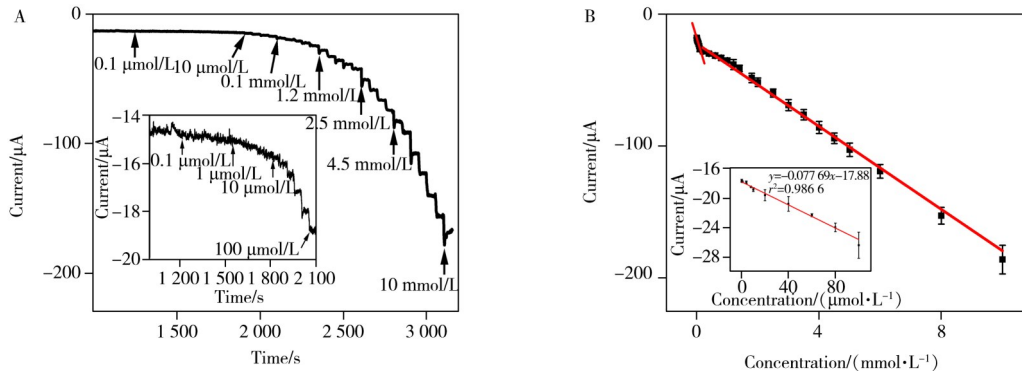 A
0
−100
−200
Current/μA
0.1 μmol/L
10 μmol/L
0.1 mmol/L
1.2 mmol/L
2.5 mmol/L
4.5 mmol/L
10 mmol/L
1 500
2 000
2 500
3 000
Time/s
−14
−16
−18
−20
Current/μA
0.1 μmol/L
1 μmol/L
10 μmol/L
100 μmol/L
1 200
1 500
1 800
2 100
Time/s
B
0
−100
−200
Current/μA
0
4
8
Concentration/(mmol·L⁻¹)
−16
−20
−24
−28
Current/μA
y=−0.077 69x−17.88
r²=0.986 6
0
40
80
Concentration/(μmol·L⁻¹)